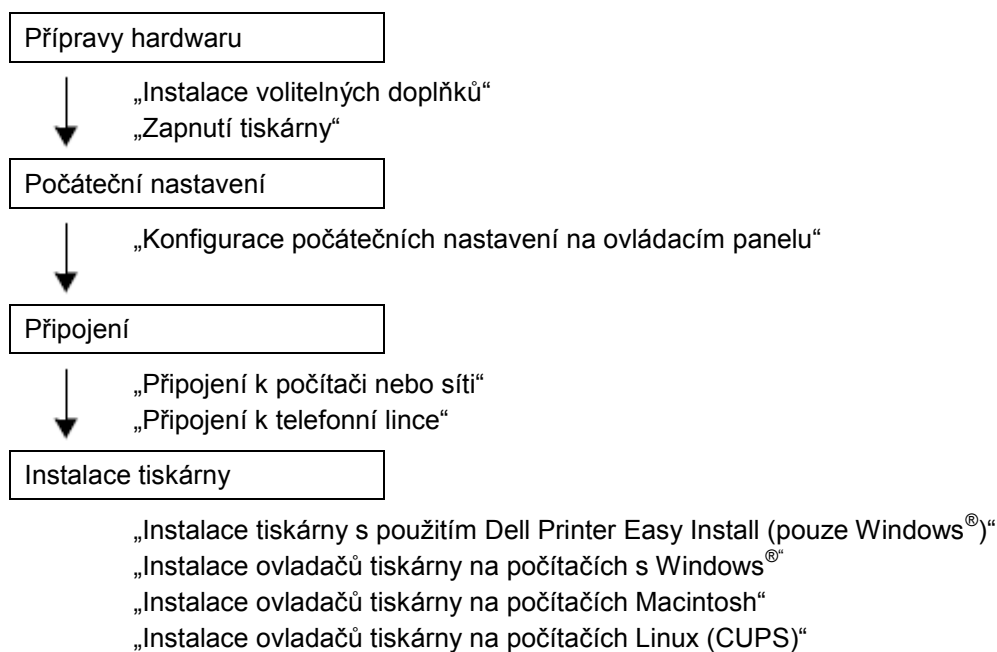 Přípravy hardwaru
„Instalace volitelných doplňků“
„Zapnutí tiskárny“
Počáteční nastavení
„Konfigurace počátečních nastavení na ovládacím panelu“
Připojení
„Připojení k počítači nebo síti“
„Připojení k telefonní lince“
Instalace tiskárny
„Instalace tiskárny s použitím Dell Printer Easy Install (pouze Windows®)“
„Instalace ovladačů tiskárny na počítačích s Windows®“
„Instalace ovladačů tiskárny na počítačích Macintosh“
„Instalace ovladačů tiskárny na počítačích Linux (CUPS)“